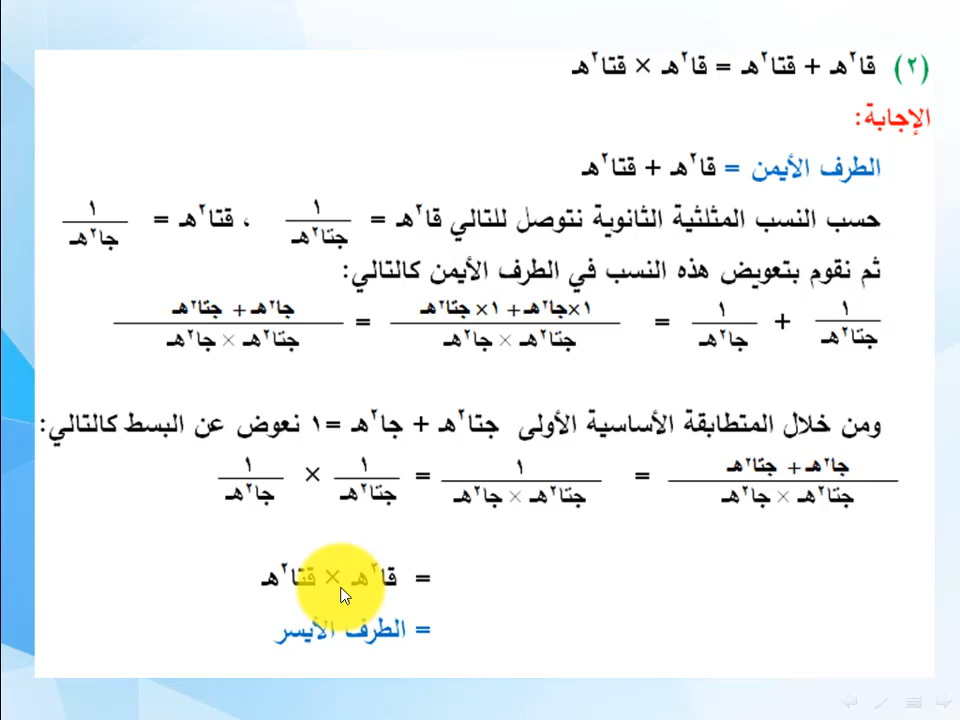 (٢) قا٢هـ + قتا٢هـ = قا٢هـ × قتا٢هـ
الإجابة:
الطرف الأيمن = قا٢هـ + قتا٢هـ
حسب النسب المثلثية الثانوية نتوصل للتالي قا٢هـ = ١/جتا٢هـ ، قتا٢هـ = ١/جا٢هـ
ثم نقوم بتعويض هذه النسب في الطرف الأيمن كالتالي:
١/جتا٢هـ + ١/جا٢هـ = ١×جا٢هـ + ١× جتا٢هـ/جتا٢هـ × جا٢هـ = جا٢هـ + جتا٢هـ/جتا٢هـ × جا٢هـ
ومن خلال المتطابقة الأساسية الأولى جتا٢هـ + جا٢هـ =١ نعوض عن البسط كالتالي:
جا٢هـ + جتا٢هـ/جتا٢هـ × جا٢هـ = ١/جتا٢هـ × جا٢هـ = ١/جتا٢هـ × ١/جا٢هـ
= قا٢هـ × قتا٢هـ
= الطرف الأيسر